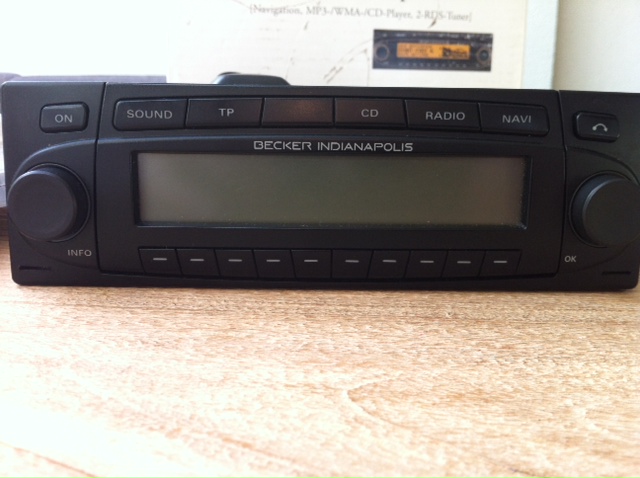 [Navigation, MP3-/WMA-/CD-Player, 2-RDS-Tuner]
ON SOUND TP CD RADIO NAVI
BECKER INDIANAPOLIS
INFO OK